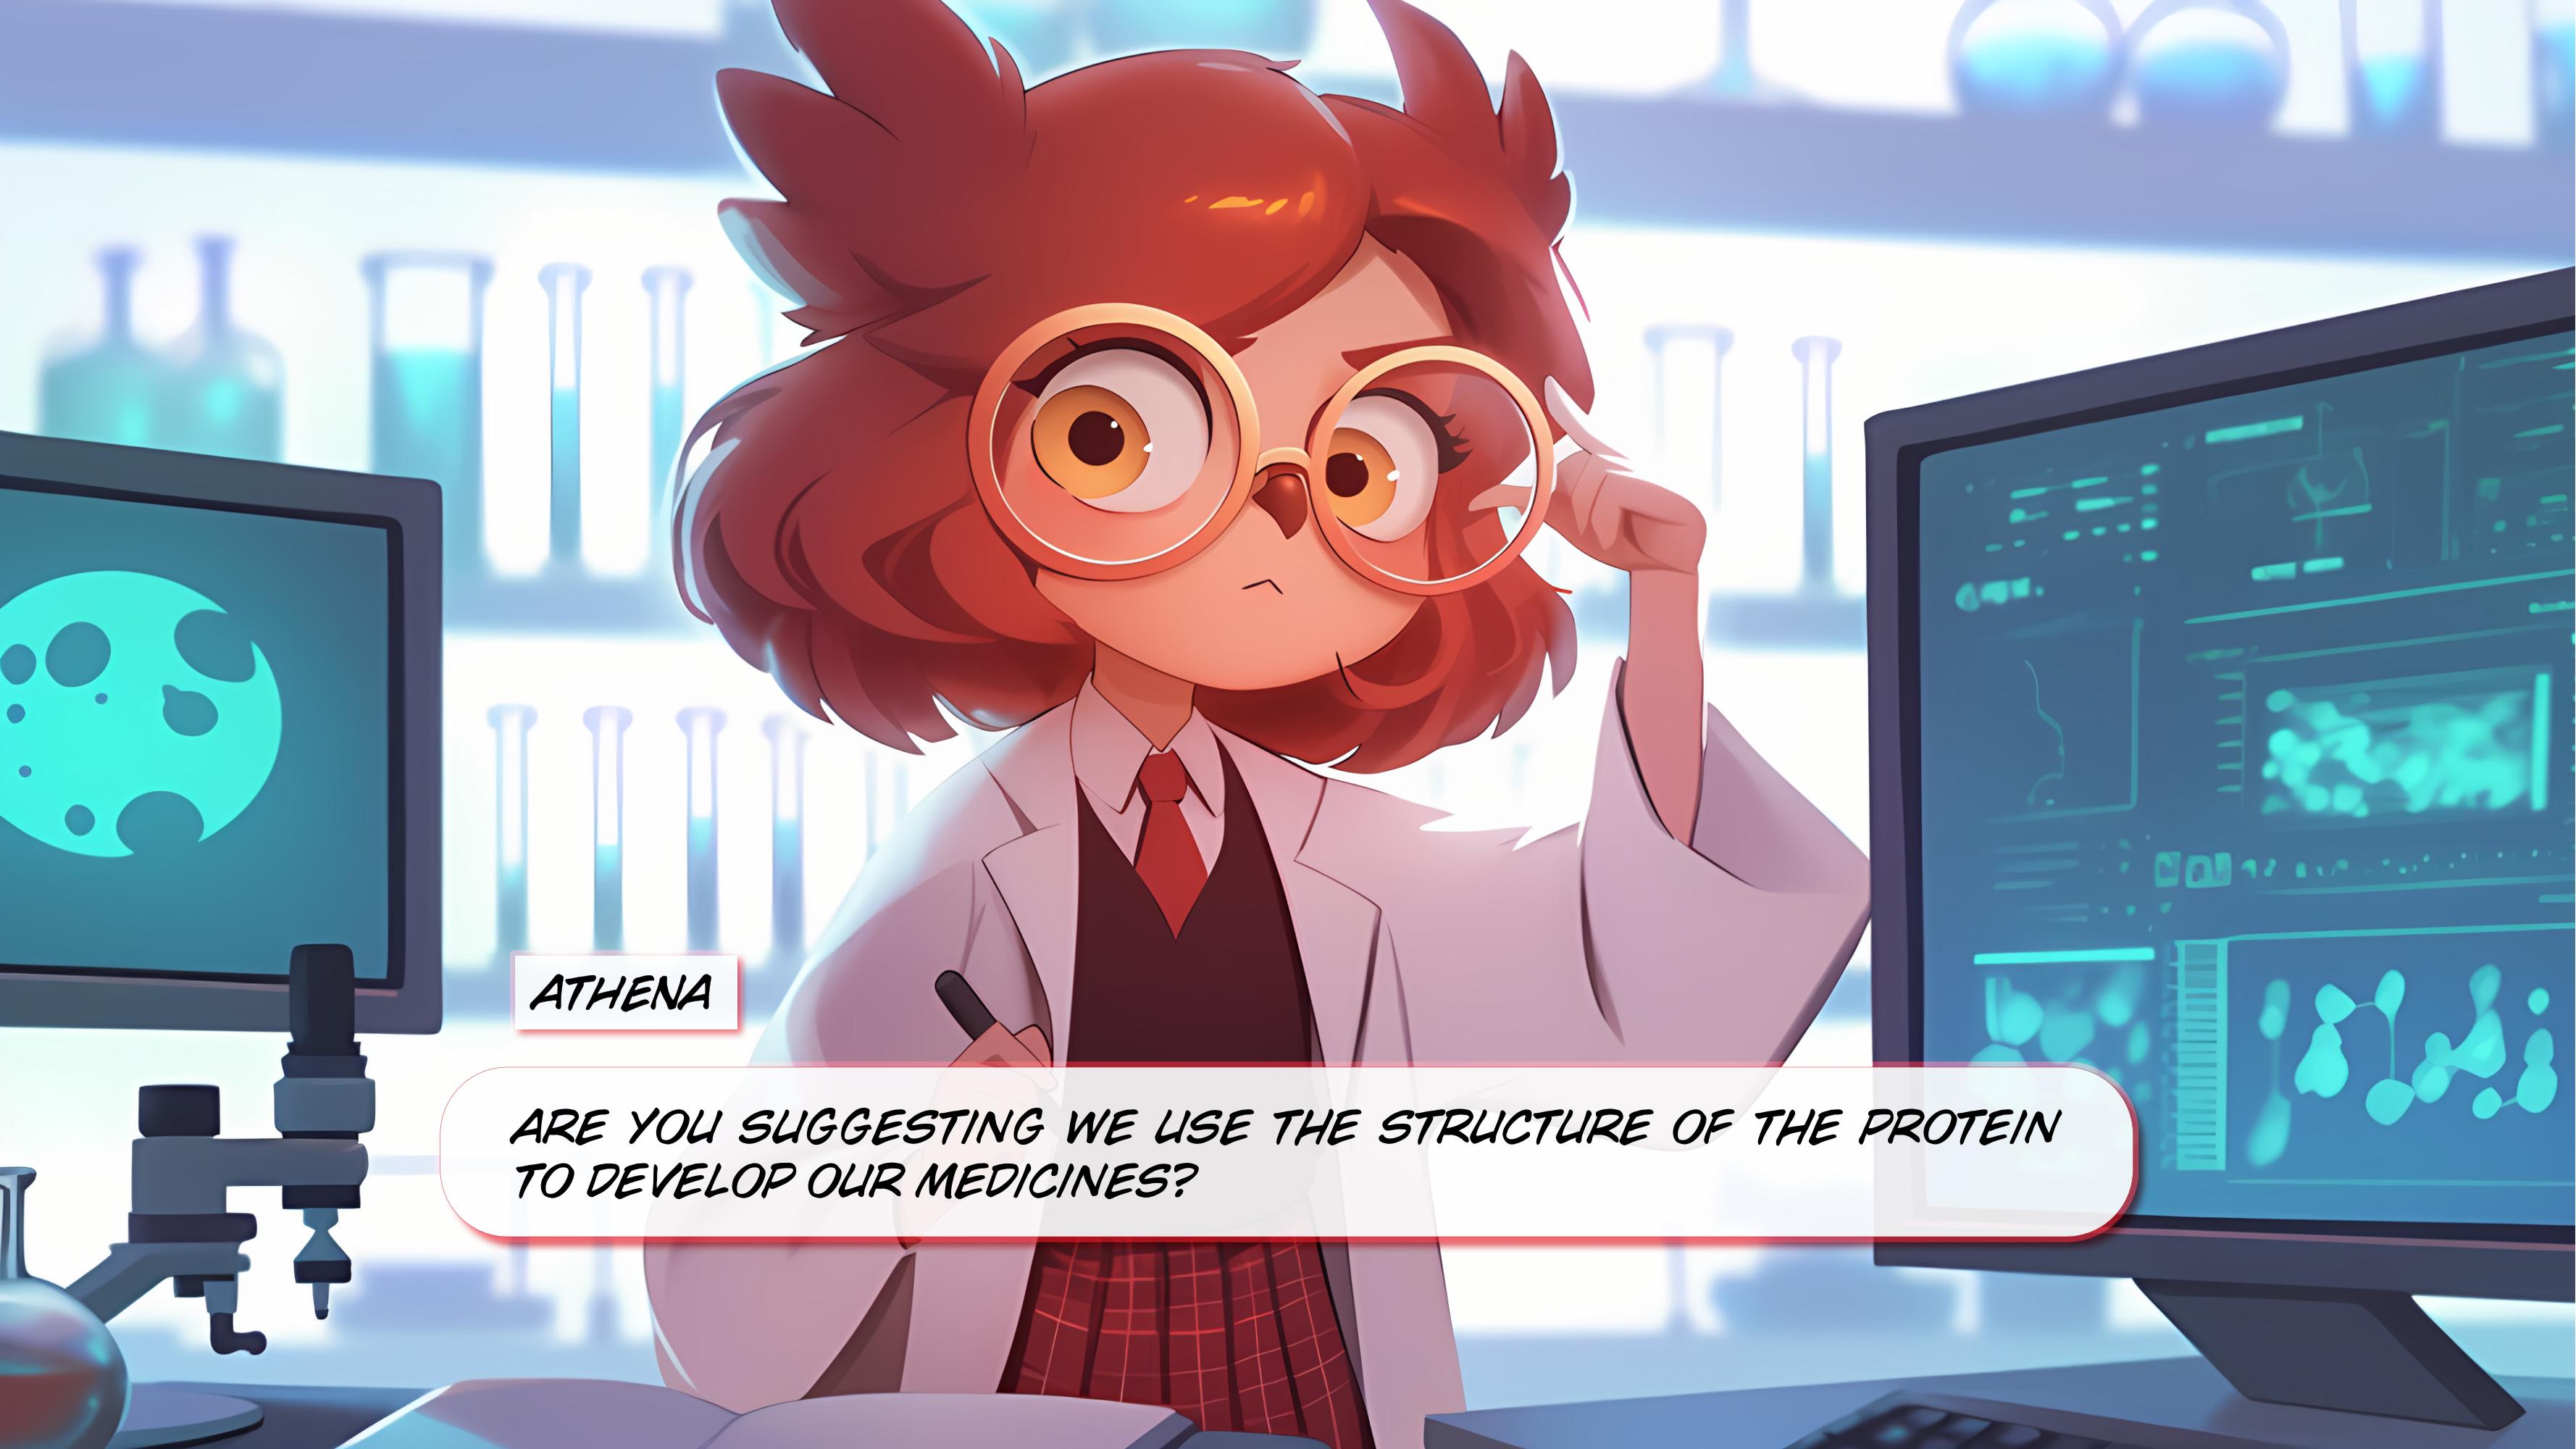 ATHENA
ARE YOU SUGGESTING WE USE THE STRUCTURE OF THE PROTEIN
TO DEVELOP OUR MEDICINES?